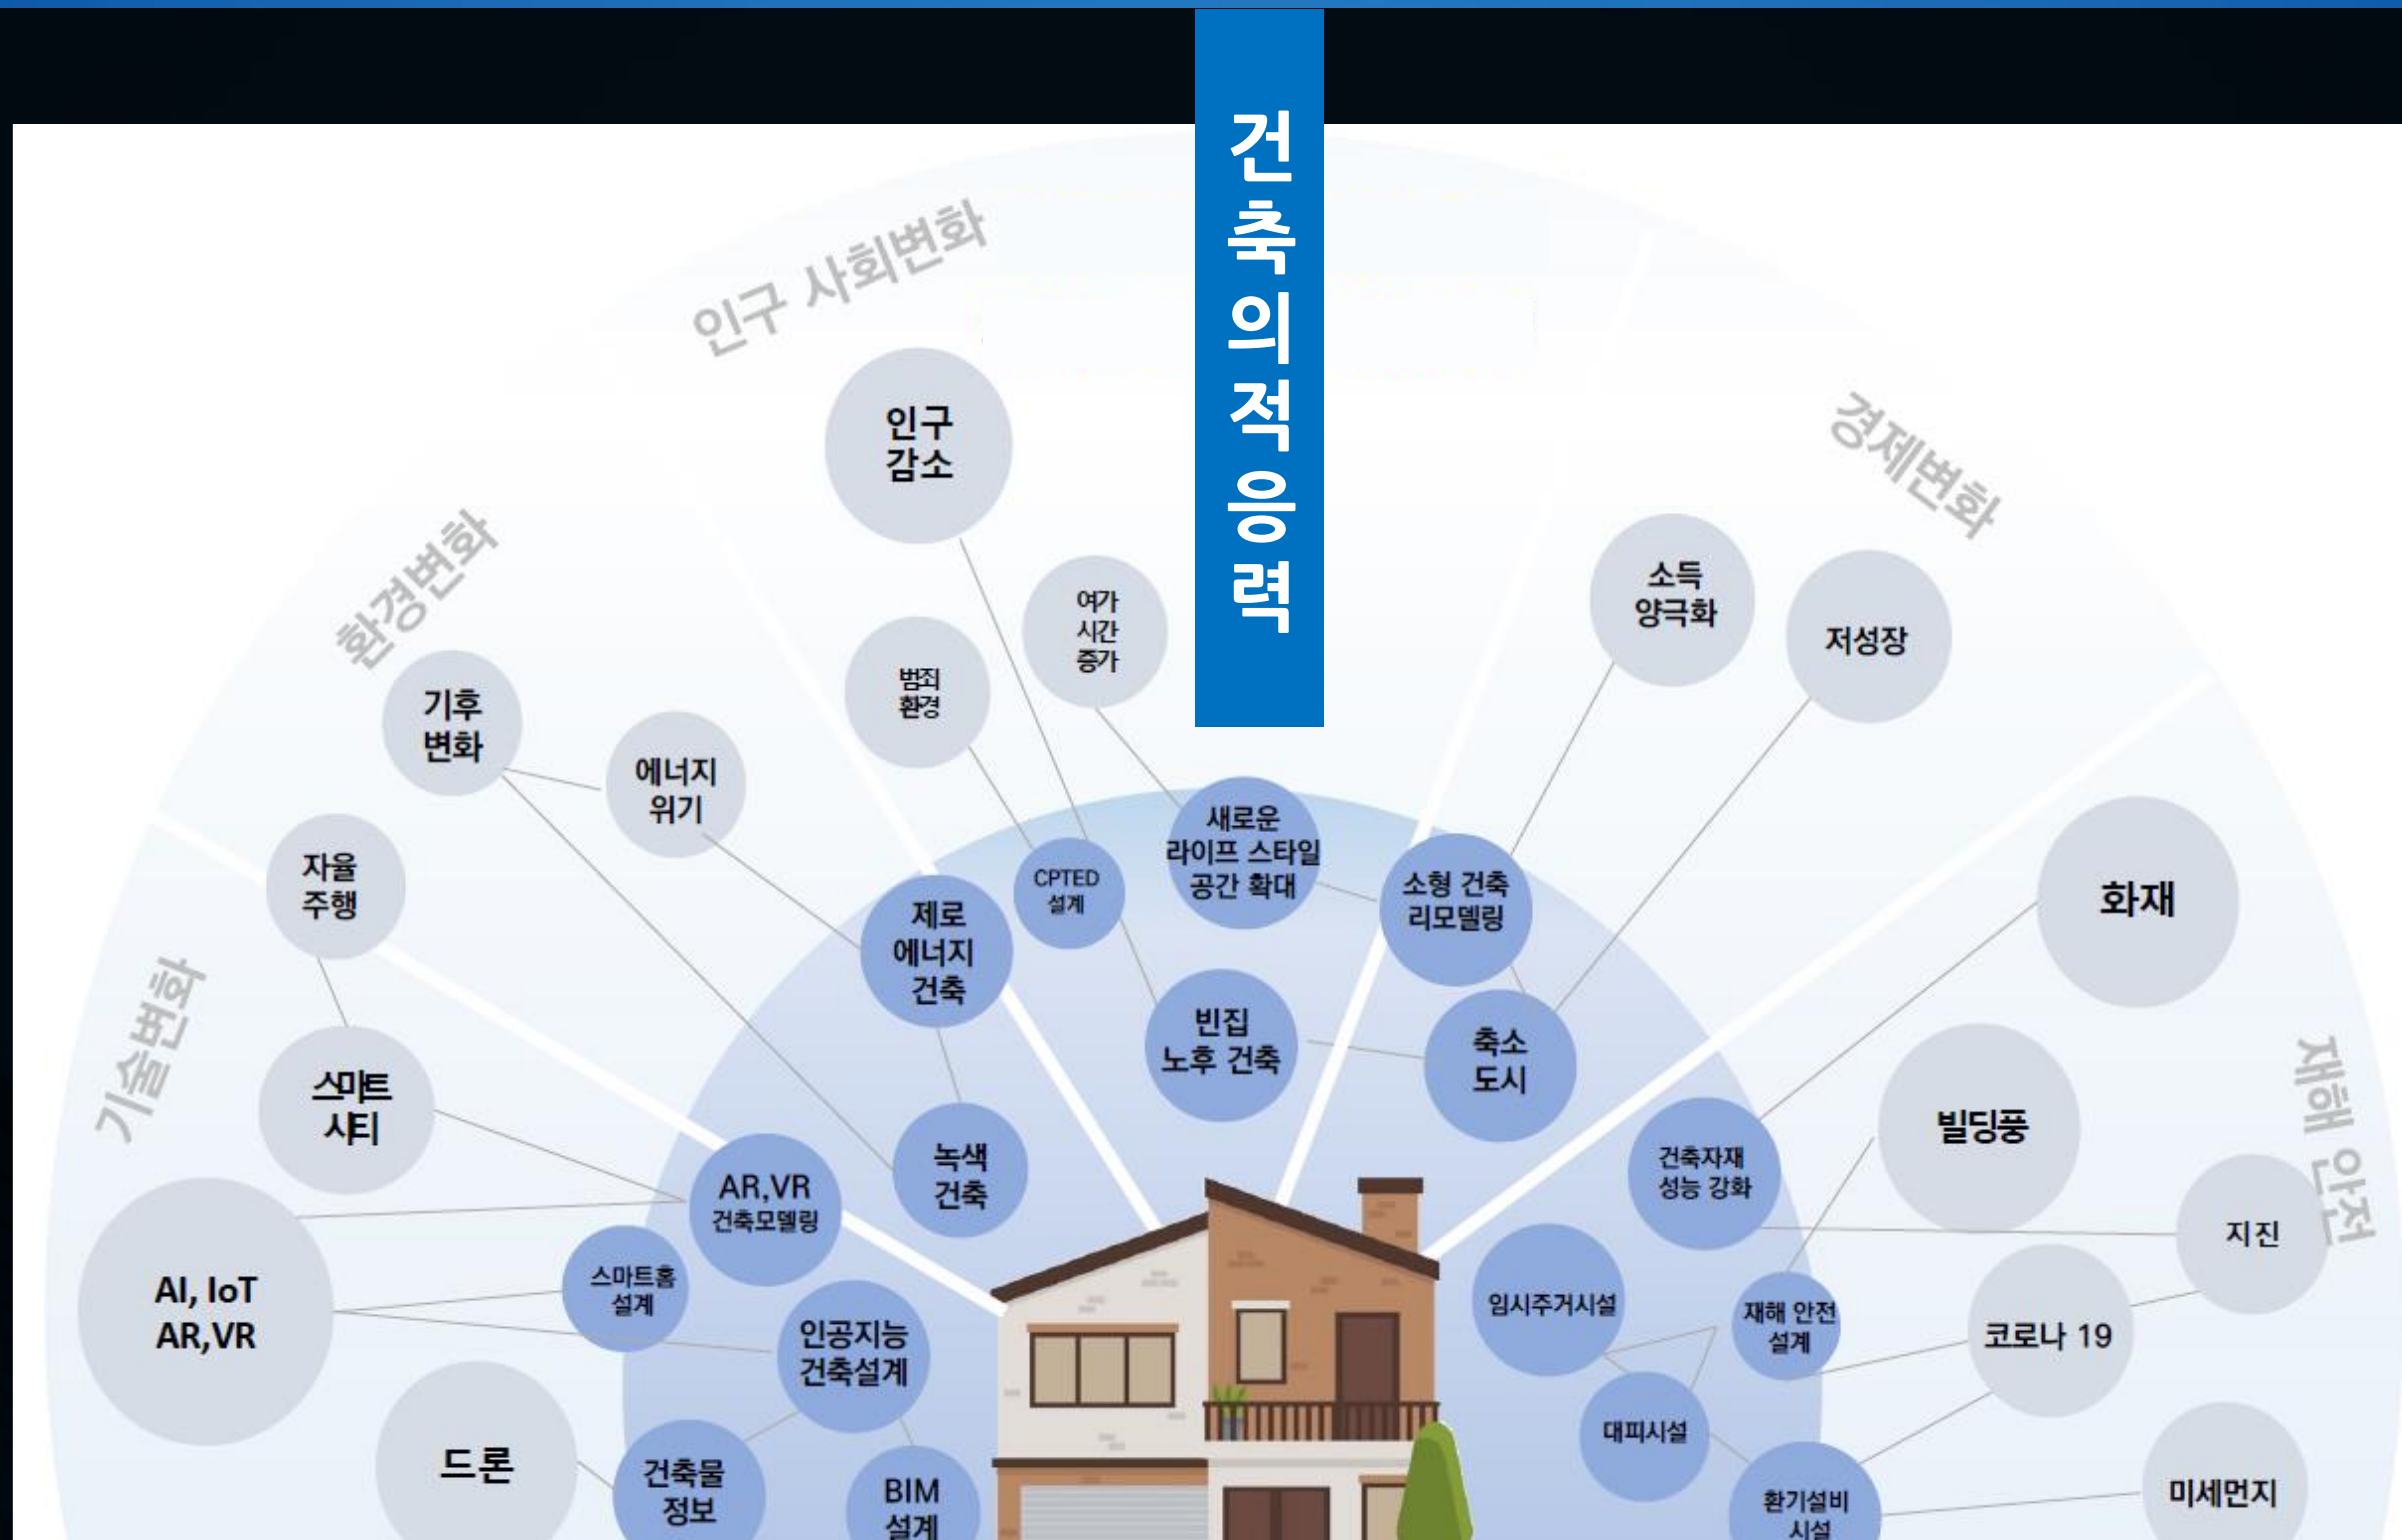 건축의적응력
인구 사회변화
경제변화
환경변화
기술변화
재해 안전
인구
감소
여가
시간
증가
범죄
환경
소득
양극화
저성장
기후
변화
에너지
위기
자율
주행
스마트
시티
AI, IoT
AR,VR
드론
화재
빌딩풍
지진
코로나 19
미세먼지
새로운
라이프 스타일
공간 확대
CPTED
설계
소형 건축
리모델링
제로
에너지
건축
빈집
노후 건축
축소
도시
녹색
건축
AR,VR
건축모델링
스마트홈
설계
인공지능
건축설계
건축물
정보
BIM
설계
건축자재
성능 강화
임시주거시설
재해 안전
설계
대피시설
환기설비
시설